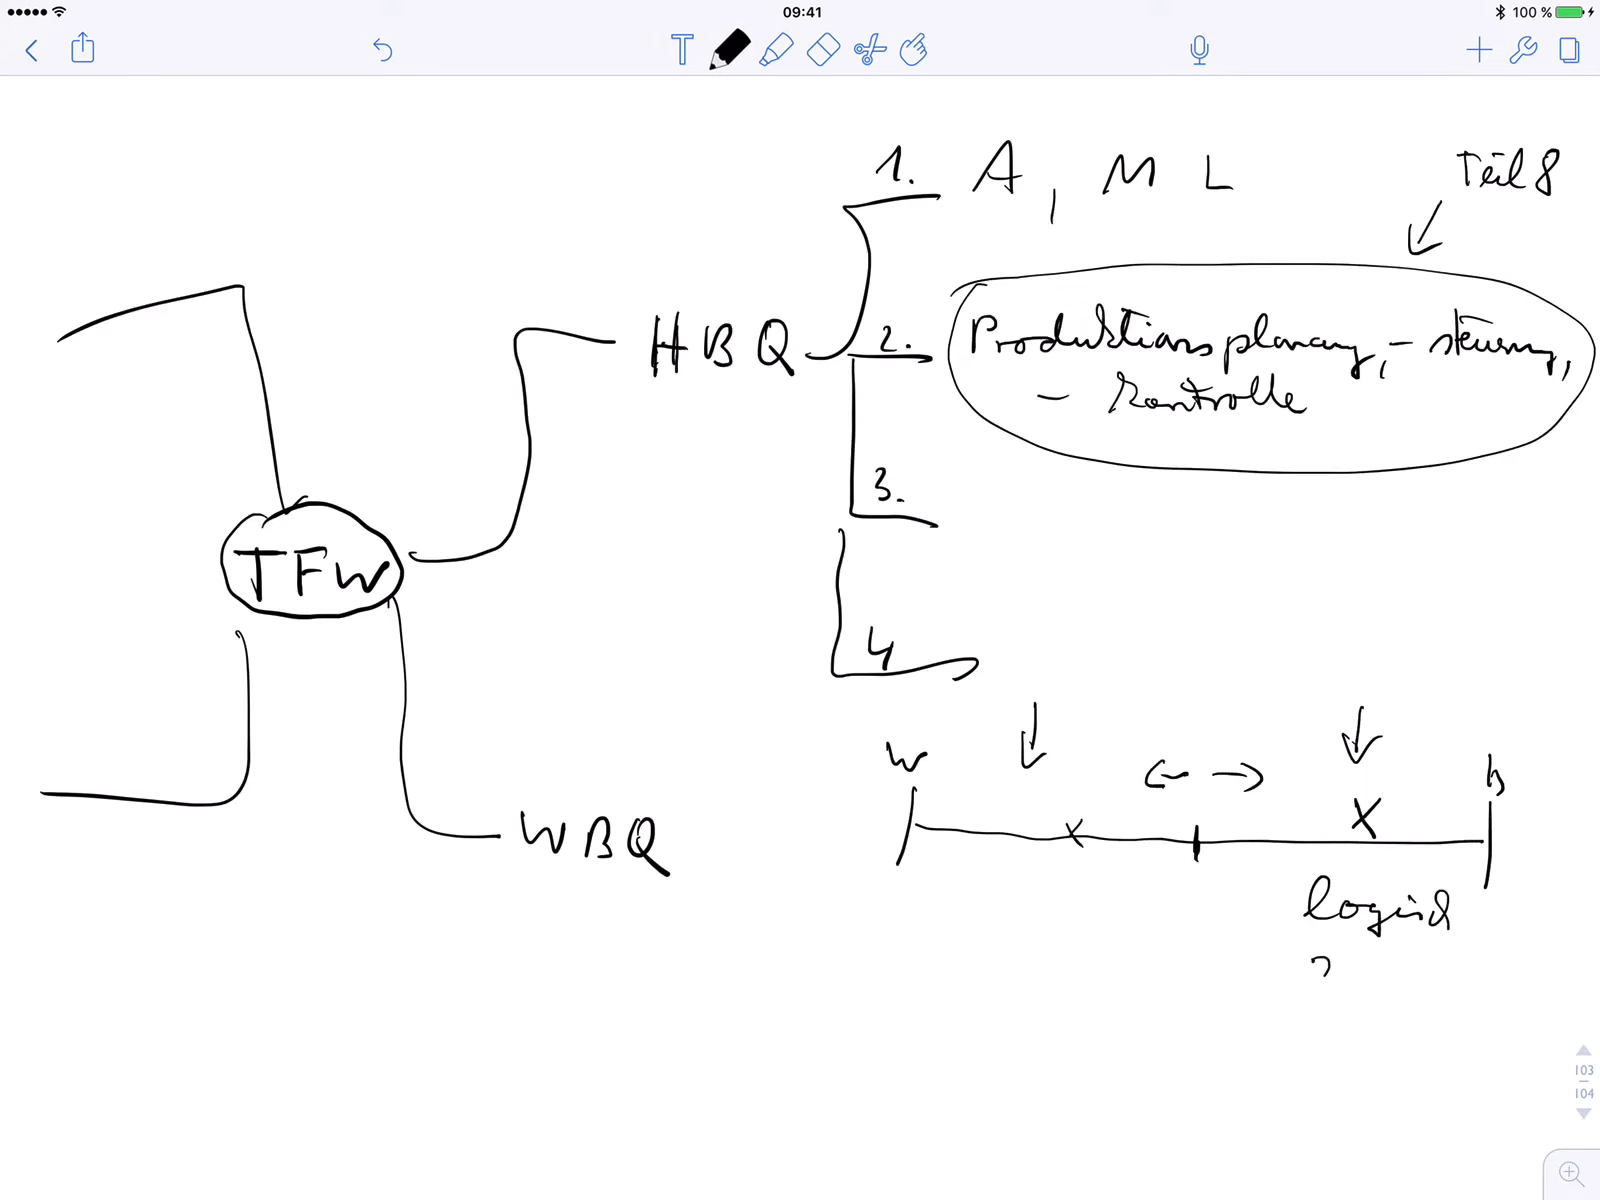 09:41
100 %
1. A, M L
Teil 8
HBQ
2. Produktionsplanung, - steuerung,
- Kontrolle
3.
TFW
4
W
b
X
X
WBQ
logisch
103
104